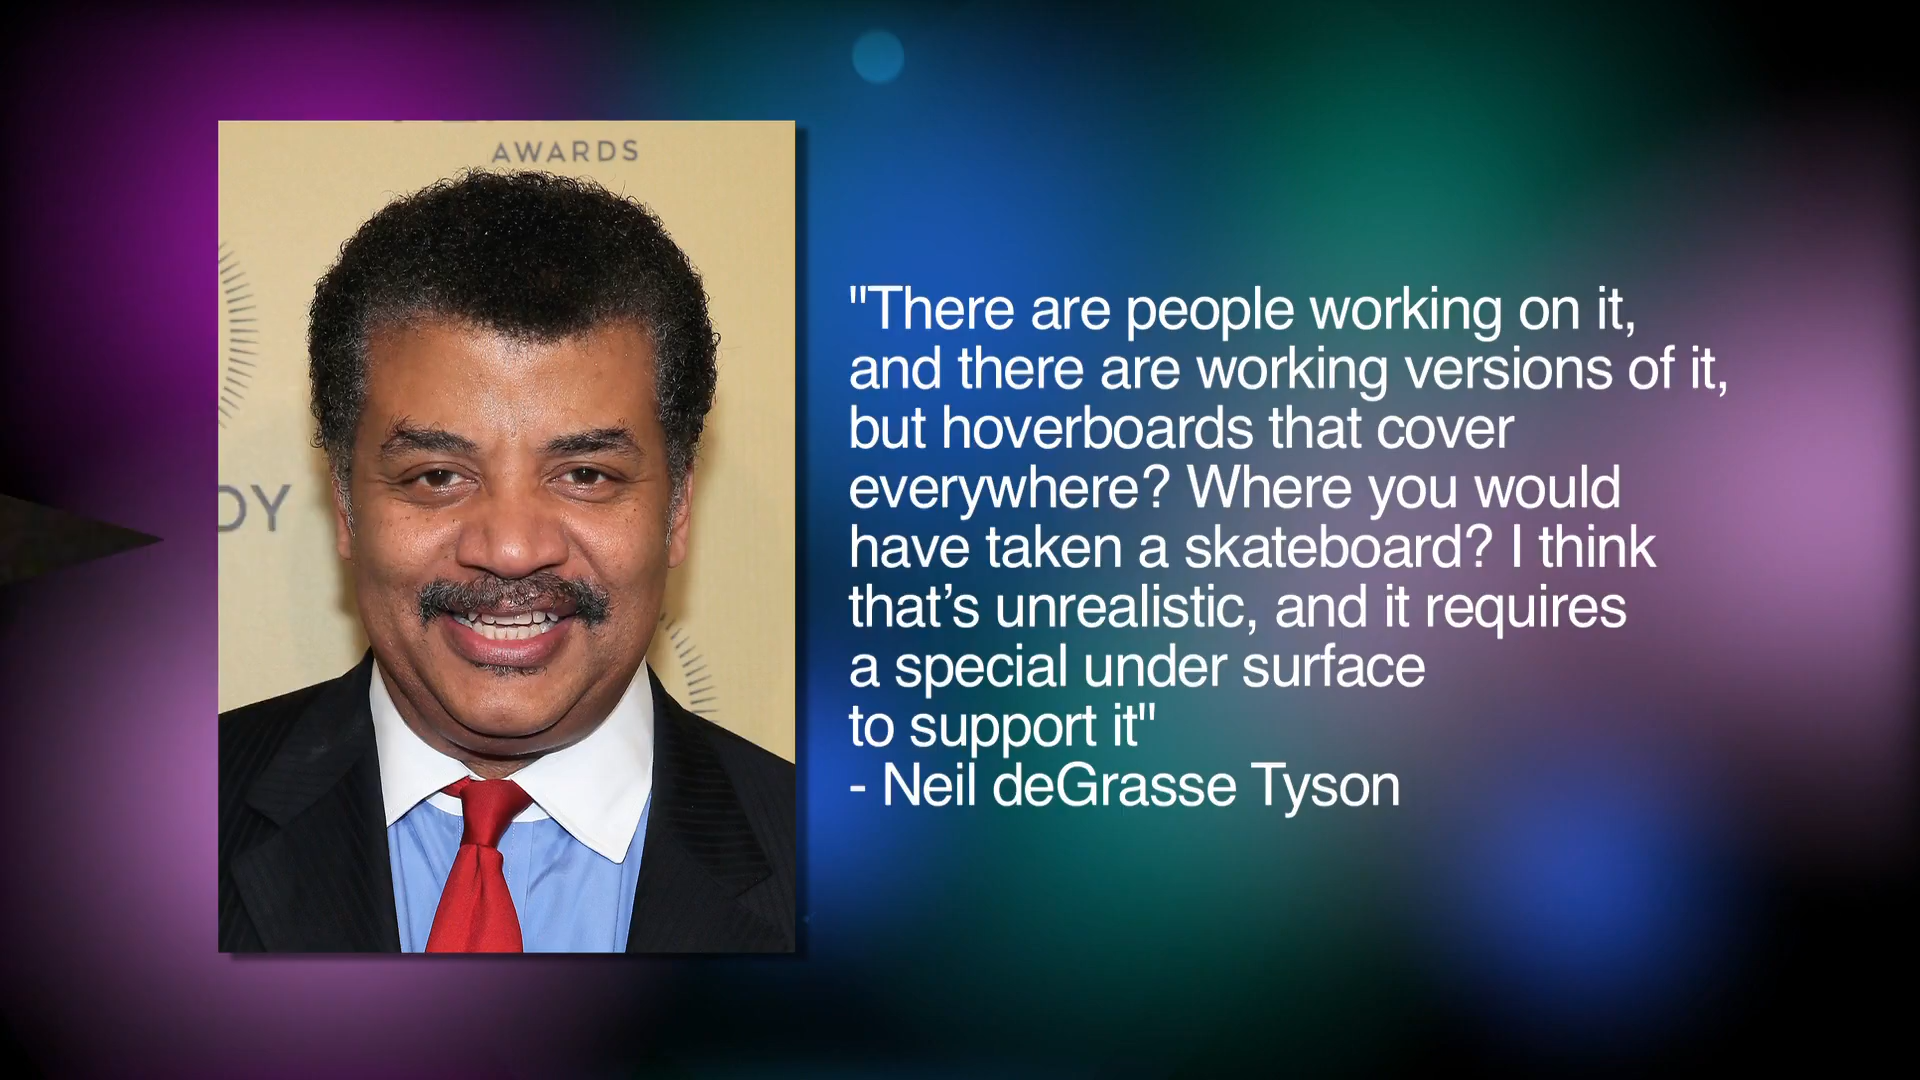 AWARDS
DY
"There are people working on it,
and there are working versions of it,
but hoverboards that cover
everywhere? Where you would
have taken a skateboard? I think
that’s unrealistic, and it requires
a special under surface
to support it"
- Neil deGrasse Tyson